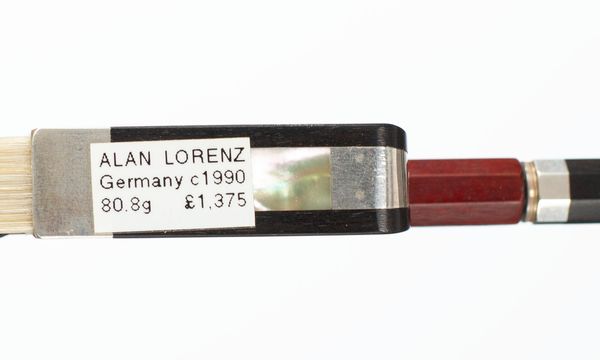 ALAN LORENZ
Germany c1990
80.8g £1,375